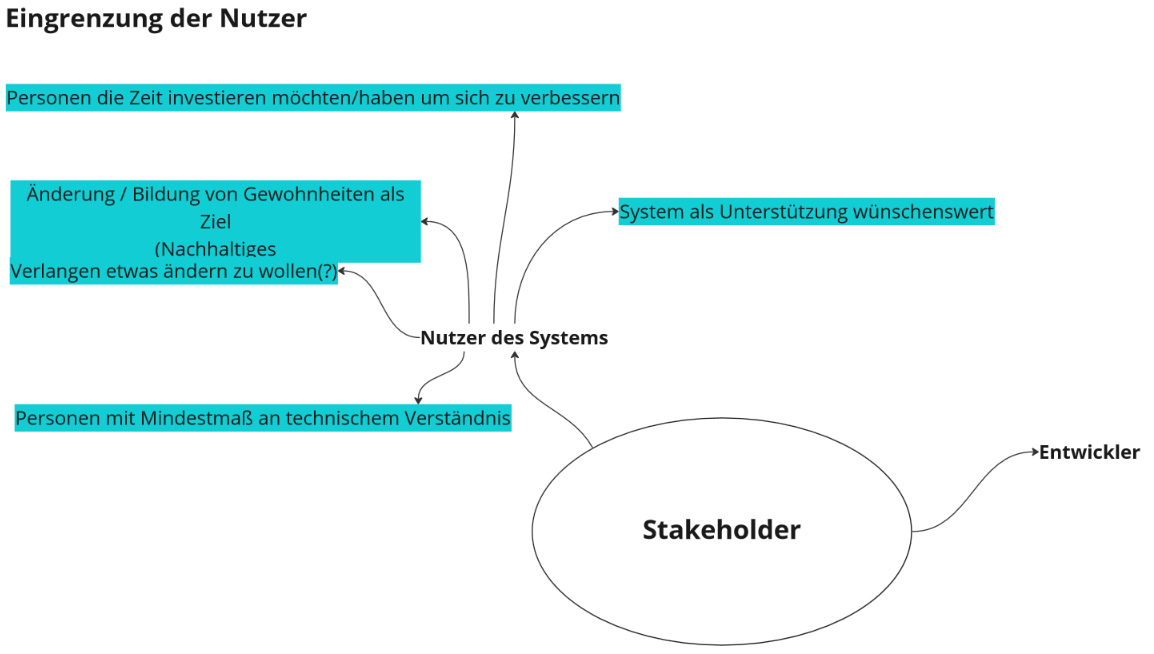 Eingrenzung der Nutzer
Personen die Zeit investieren möchten/haben um sich zu verbessern
Änderung / Bildung von Gewohnheiten als
Ziel
(Nachhaltiges
System als Unterstützung wünschenswert
Verlangen etwas ändern zu wollen(?)
Nutzer des Systems
Personen mit Mindestmaß an technischem Verständnis
Entwickler
Stakeholder